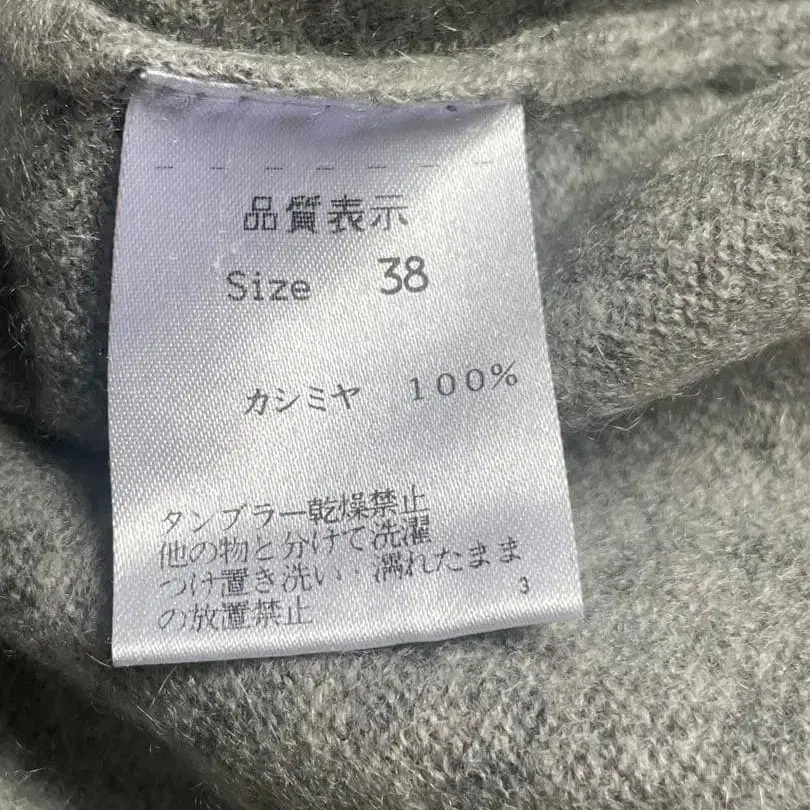 品質表示
Size 38
カシミヤ 100%
タンブラー乾燥禁止
他の物と分けて洗濯
つけ置き洗い・濡れたまま
の放置禁止
3